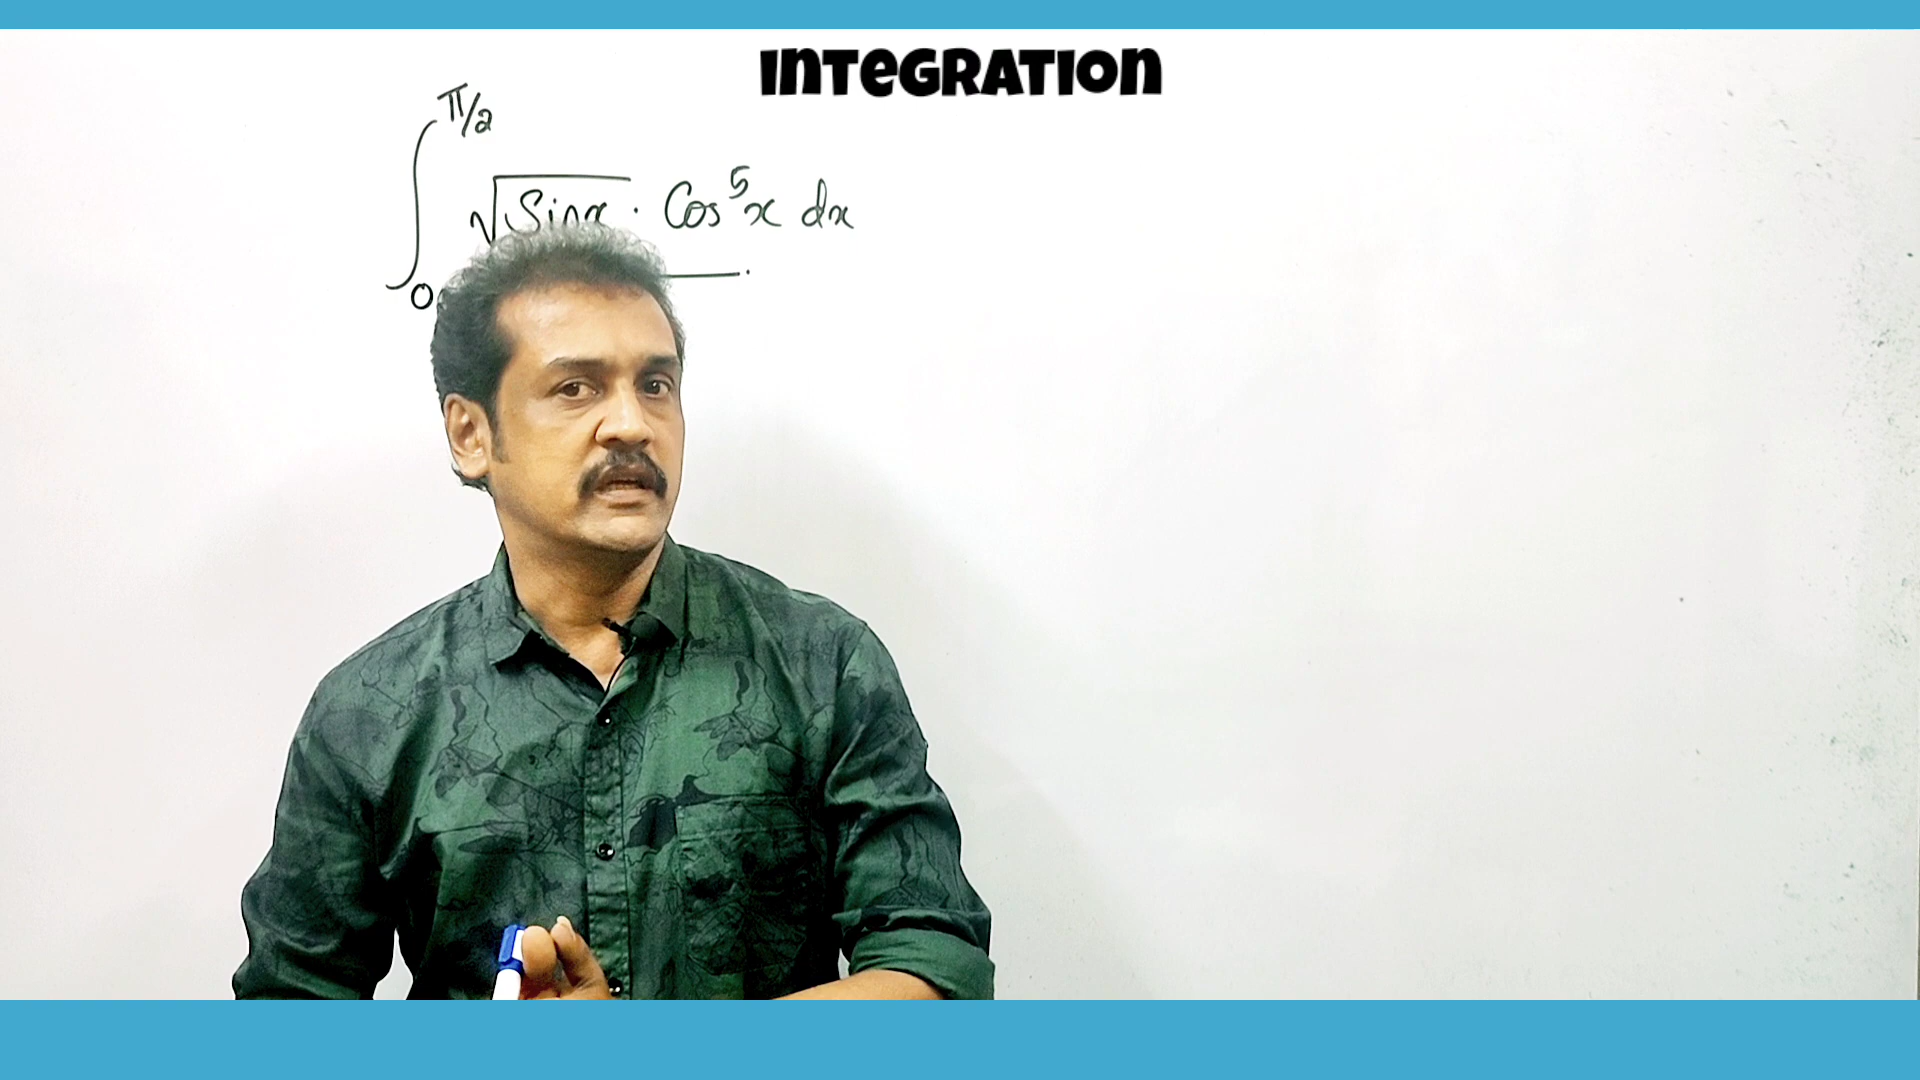 INTEGRATION
∫₀^π/2 √Sinx · Cos⁵x dx